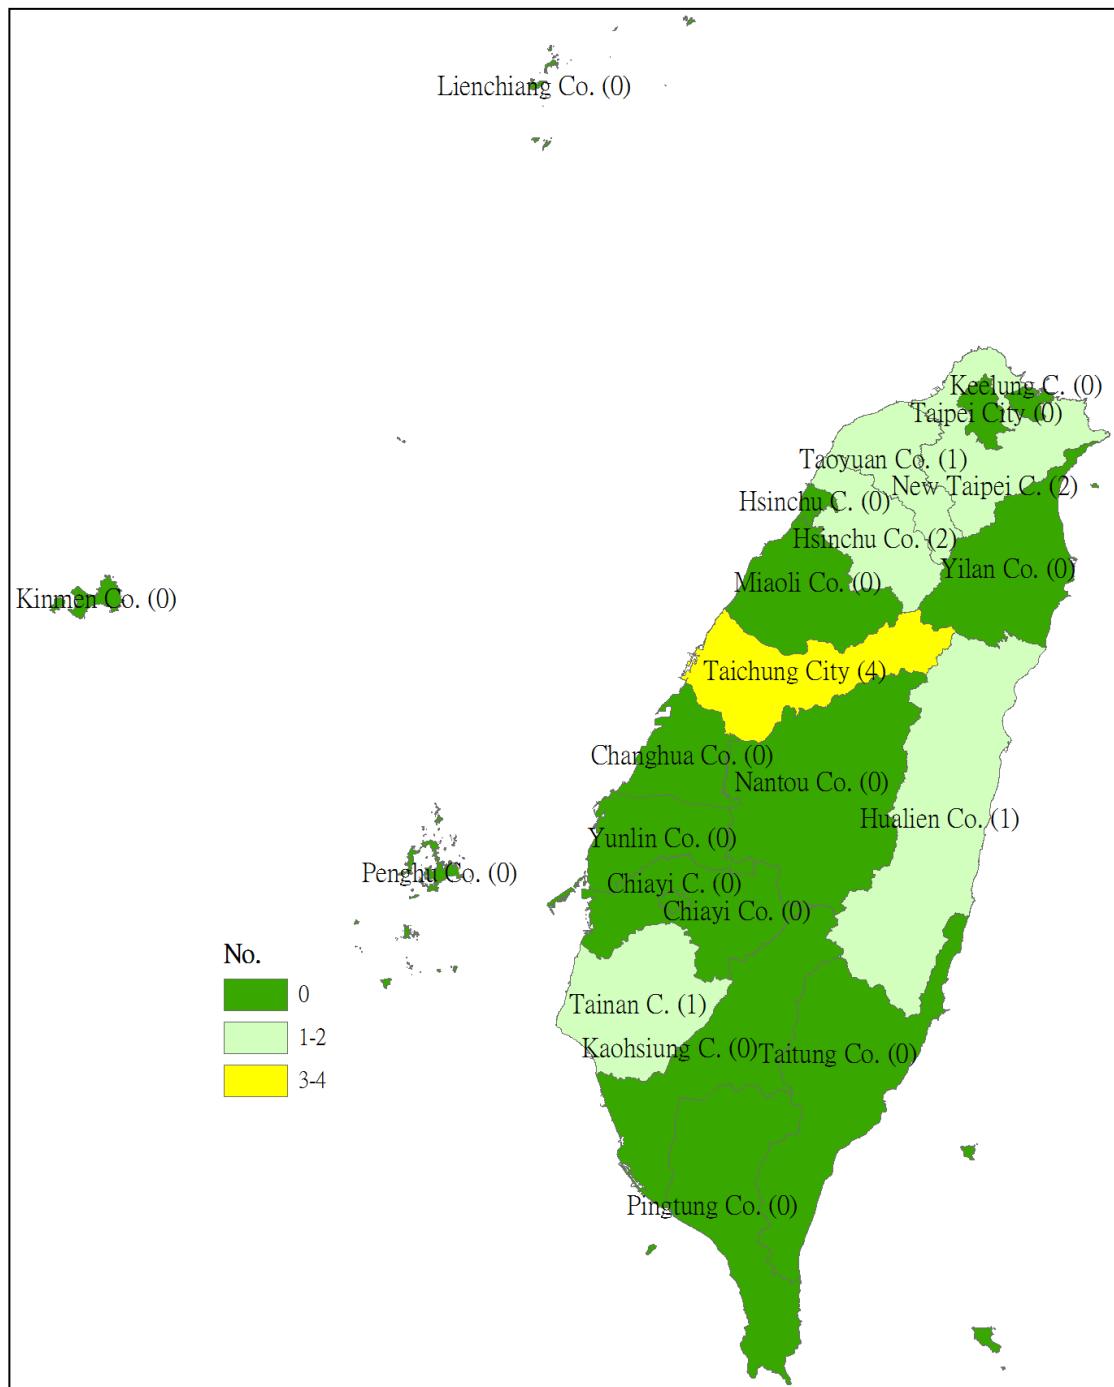 Lienchiang Co. (0)
Keelung C. (0)
Taipei City (0)
Taoyuan Co. (1)
New Taipei C. (2)
Hsinchu C. (0)
Hsinchu Co. (2)
Yilan Co. (0)
Miaoli Co. (0)
Kinmen Co. (0)
Taichung City (4)
Changhua Co. (0)
Nantou Co. (0)
Hualien Co. (1)
Yunlin Co. (0)
Penghu Co. (0)
Chiayi C. (0)
Chiayi Co. (0)
No.
0
1-2
3-4
Tainan C. (1)
Kaohsiung C. (0)
Taitung Co. (0)
Pingtung Co. (0)